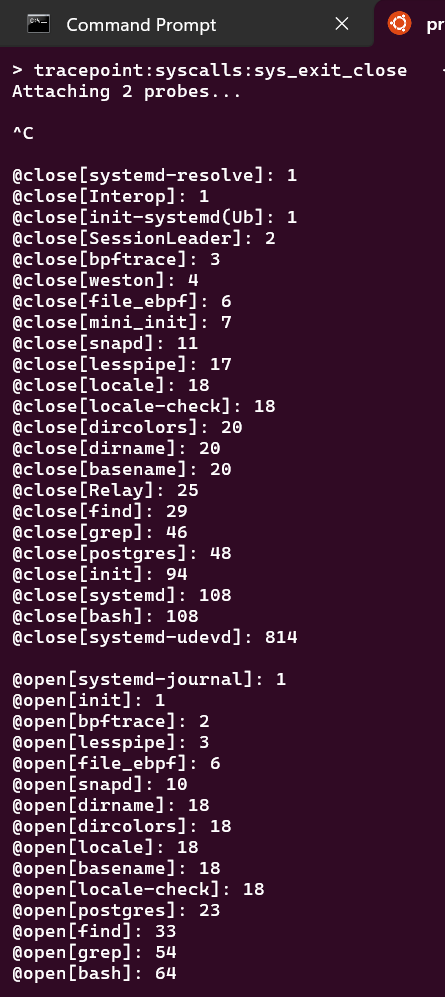 Command Prompt
pr
> tracepoint:syscalls:sys_exit_close
Attaching 2 probes...
^C
@close[systemd-resolve]: 1
@close[Interop]: 1
@close[init-systemd(Ub]: 1
@close[SessionLeader]: 2
@close[bpftrace]: 3
@close[weston]: 4
@close[file_ebpf]: 6
@close[mini_init]: 7
@close[snapd]: 11
@close[lesspipe]: 17
@close[locale]: 18
@close[locale-check]: 18
@close[dircolors]: 20
@close[dirname]: 20
@close[basename]: 20
@close[Relay]: 25
@close[find]: 29
@close[grep]: 46
@close[postgres]: 48
@close[init]: 94
@close[systemd]: 108
@close[bash]: 108
@close[systemd-udevd]: 814
@open[systemd-journal]: 1
@open[init]: 1
@open[bpftrace]: 2
@open[lesspipe]: 3
@open[file_ebpf]: 6
@open[snapd]: 10
@open[dirname]: 18
@open[dircolors]: 18
@open[locale]: 18
@open[basename]: 18
@open[locale-check]: 18
@open[postgres]: 23
@open[find]: 33
@open[grep]: 54
@open[bash]: 64